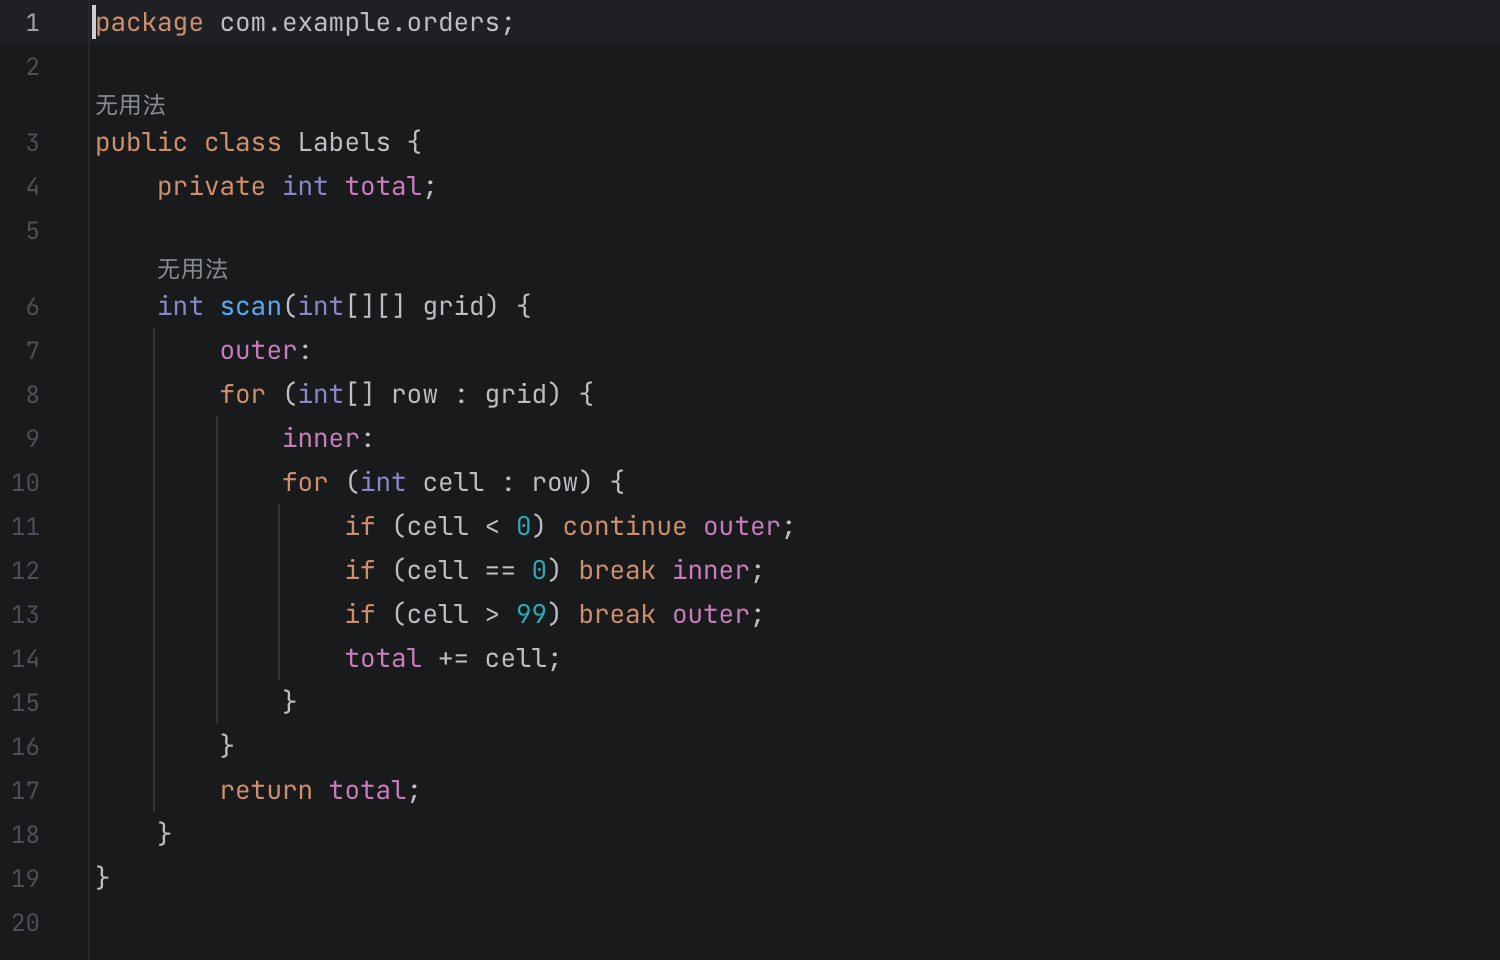 1 package com.example.orders;
2
无用法
3 public class Labels {
4     private int total;
5
    无用法
6     int scan(int[][] grid) {
7         outer:
8         for (int[] row : grid) {
9             inner:
10             for (int cell : row) {
11                 if (cell < 0) continue outer;
12                 if (cell == 0) break inner;
13                 if (cell > 99) break outer;
14                 total += cell;
15             }
16         }
17         return total;
18     }
19 }
20